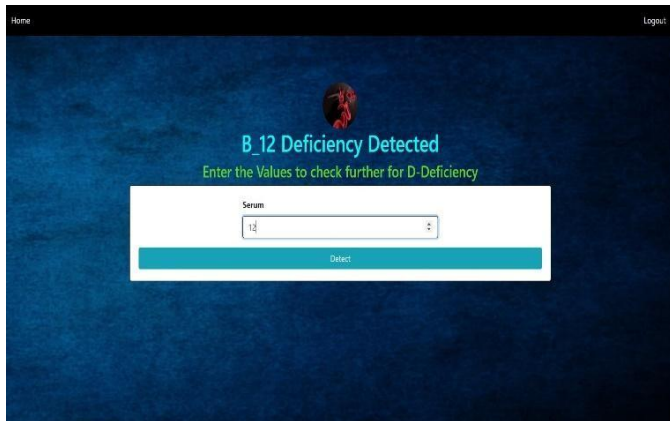 Home
Logout
B_12 Deficiency Detected
Enter the Values to check further for D-Deficiency
Serum
12
Detect